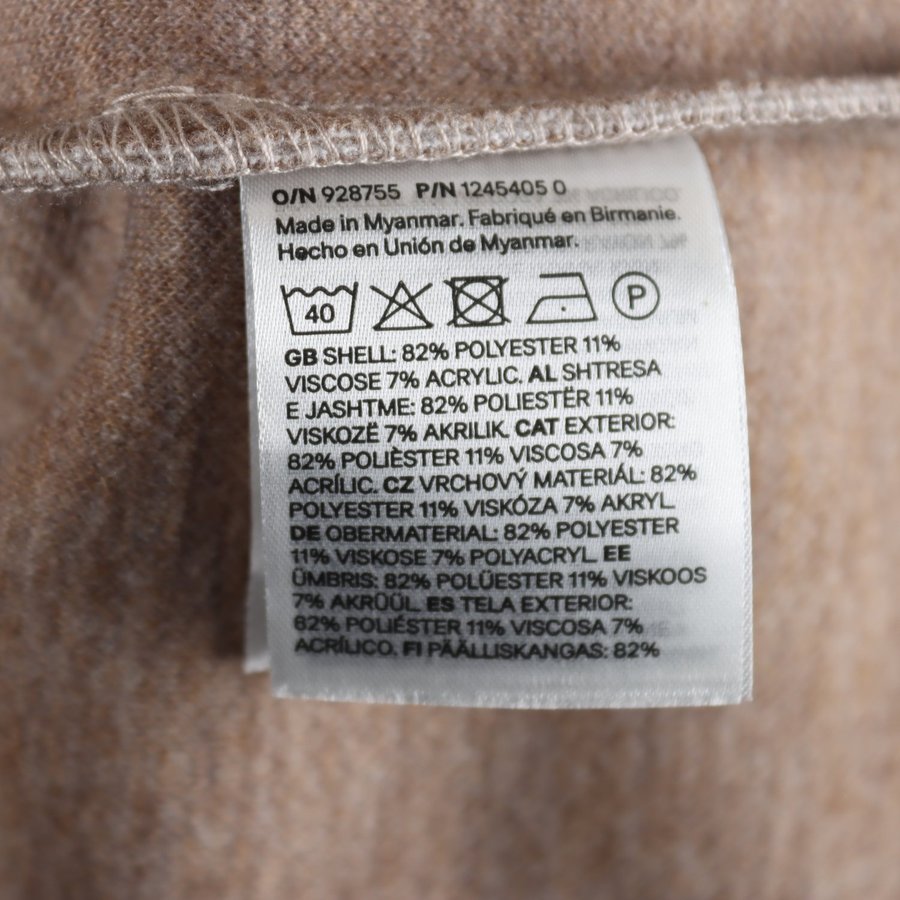 O/N 928755 P/N 1245405 0
Made in Myanmar. Fabriqué en Birmanie.
Hecho en Unión de Myanmar.
40
P
GB SHELL: 82% POLYESTER 11%
VISCOSE 7% ACRYLIC. AL SHTRESA
E JASHTME: 82% POLIESTËR 11%
VISKOZË 7% AKRILIK. CAT EXTERIOR:
82% POLIÈSTER 11% VISCOSA 7%
ACRÍLIC. CZ VRCHOVÝ MATERIÁL: 82%
POLYESTER 11% VISKÓZA 7% AKRYL.
DE OBERMATERIAL: 82% POLYESTER
11% VISKOSE 7% POLYACRYL. EE
ÜMBRIS: 82% POLÜESTER 11% VISKOOS
7% AKRÜÜL. ES TELA EXTERIOR:
82% POLIÉSTER 11% VISCOSA 7%
ACRÍLICO. FI PÄÄLLISKANGAS: 82%